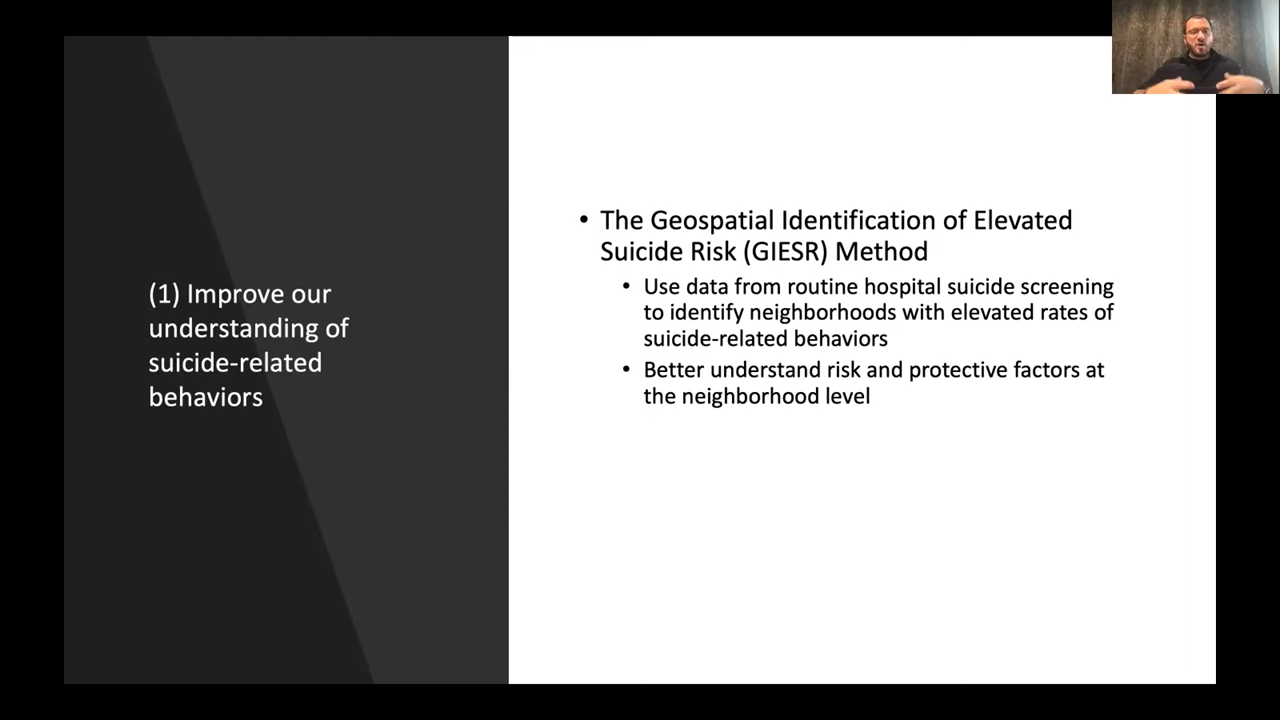 (1) Improve our
understanding of
suicide-related
behaviors
• The Geospatial Identification of Elevated
Suicide Risk (GIESR) Method
• Use data from routine hospital suicide screening
to identify neighborhoods with elevated rates of
suicide-related behaviors
• Better understand risk and protective factors at
the neighborhood level